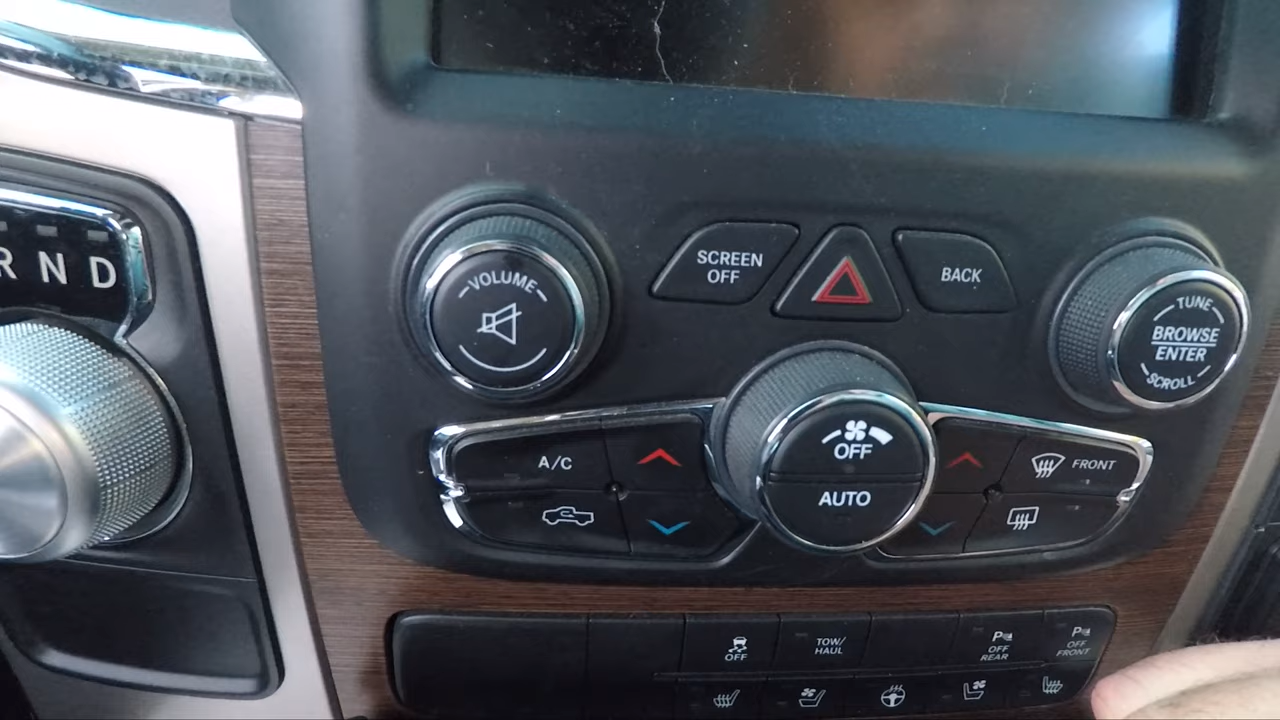 R N D
VOLUME
SCREEN
OFF
BACK
TUNE
BROWSE
ENTER
SCROLL
A/C
OFF
AUTO
FRONT
OFF
TOW/
HAUL
P
OFF
REAR
P
OFF
FRONT